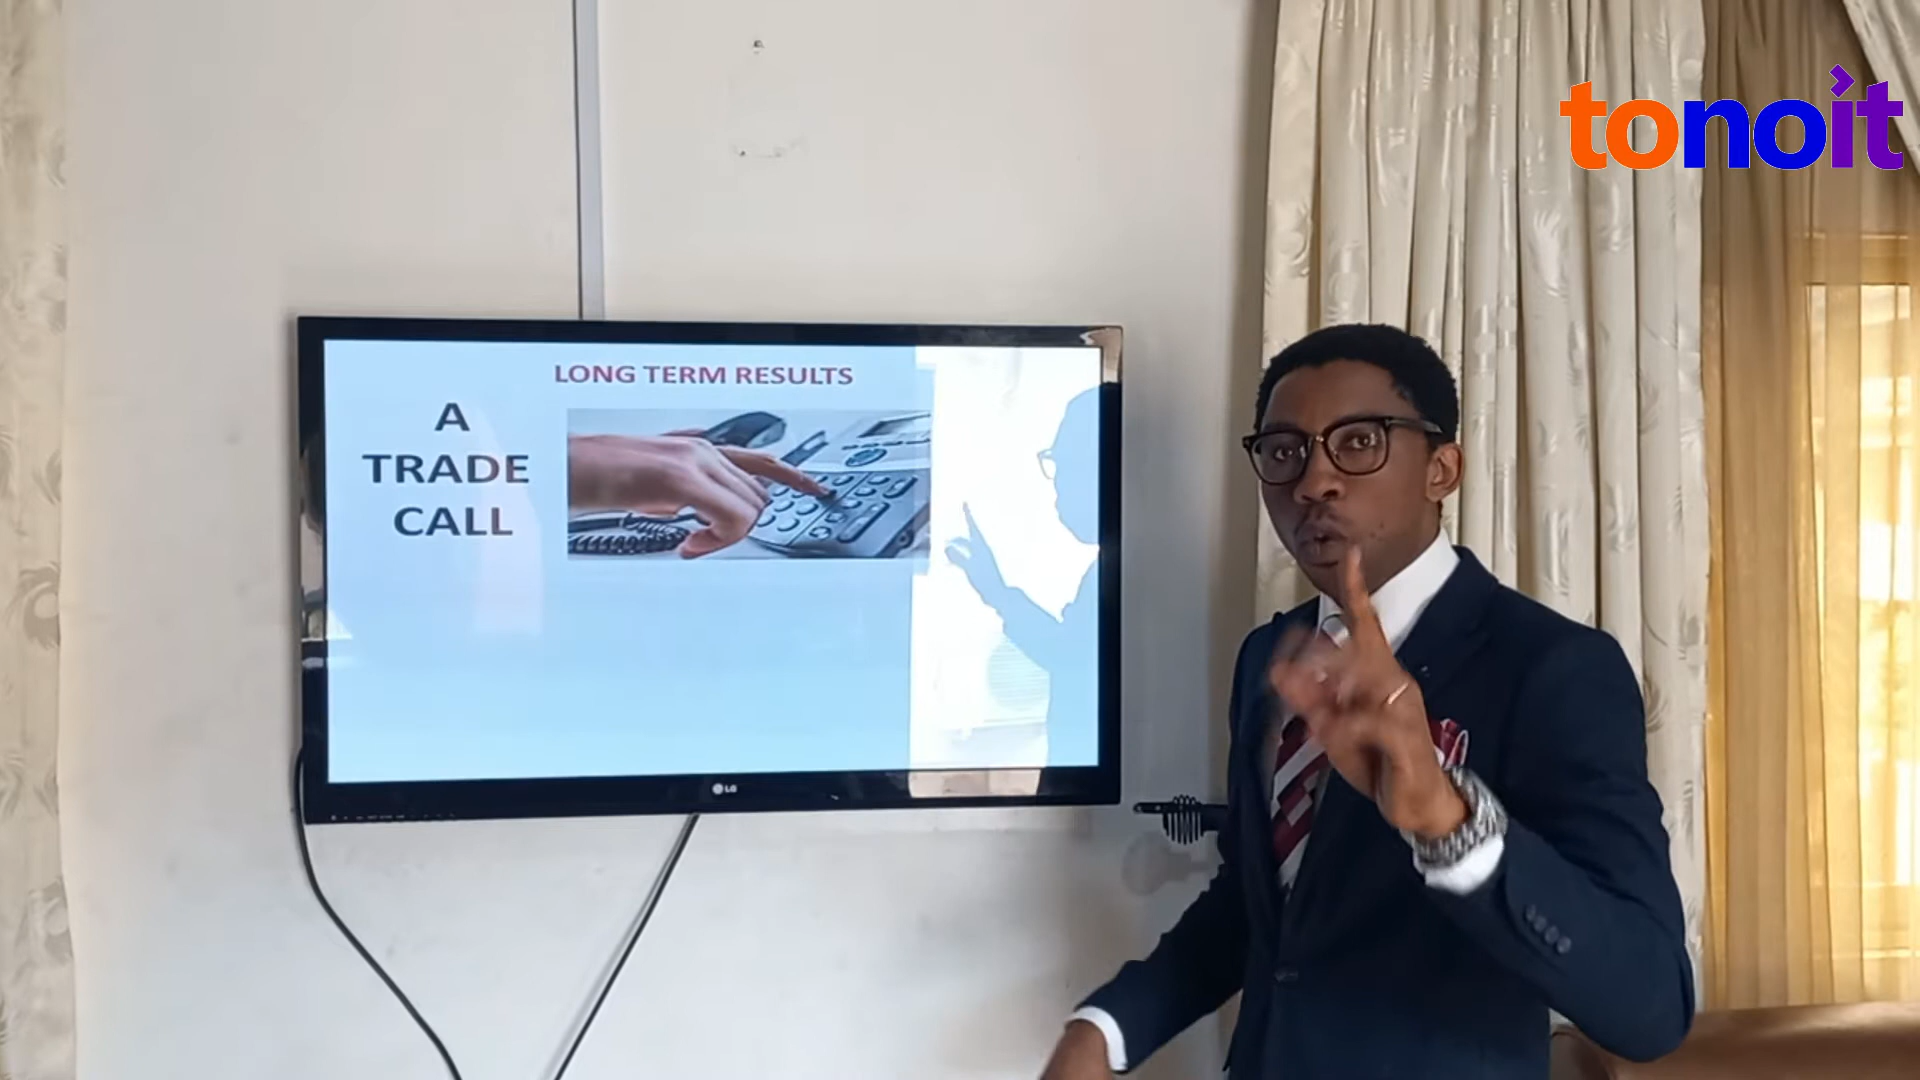 tonoit
LONG TERM RESULTS
A
TRADE
CALL
LG